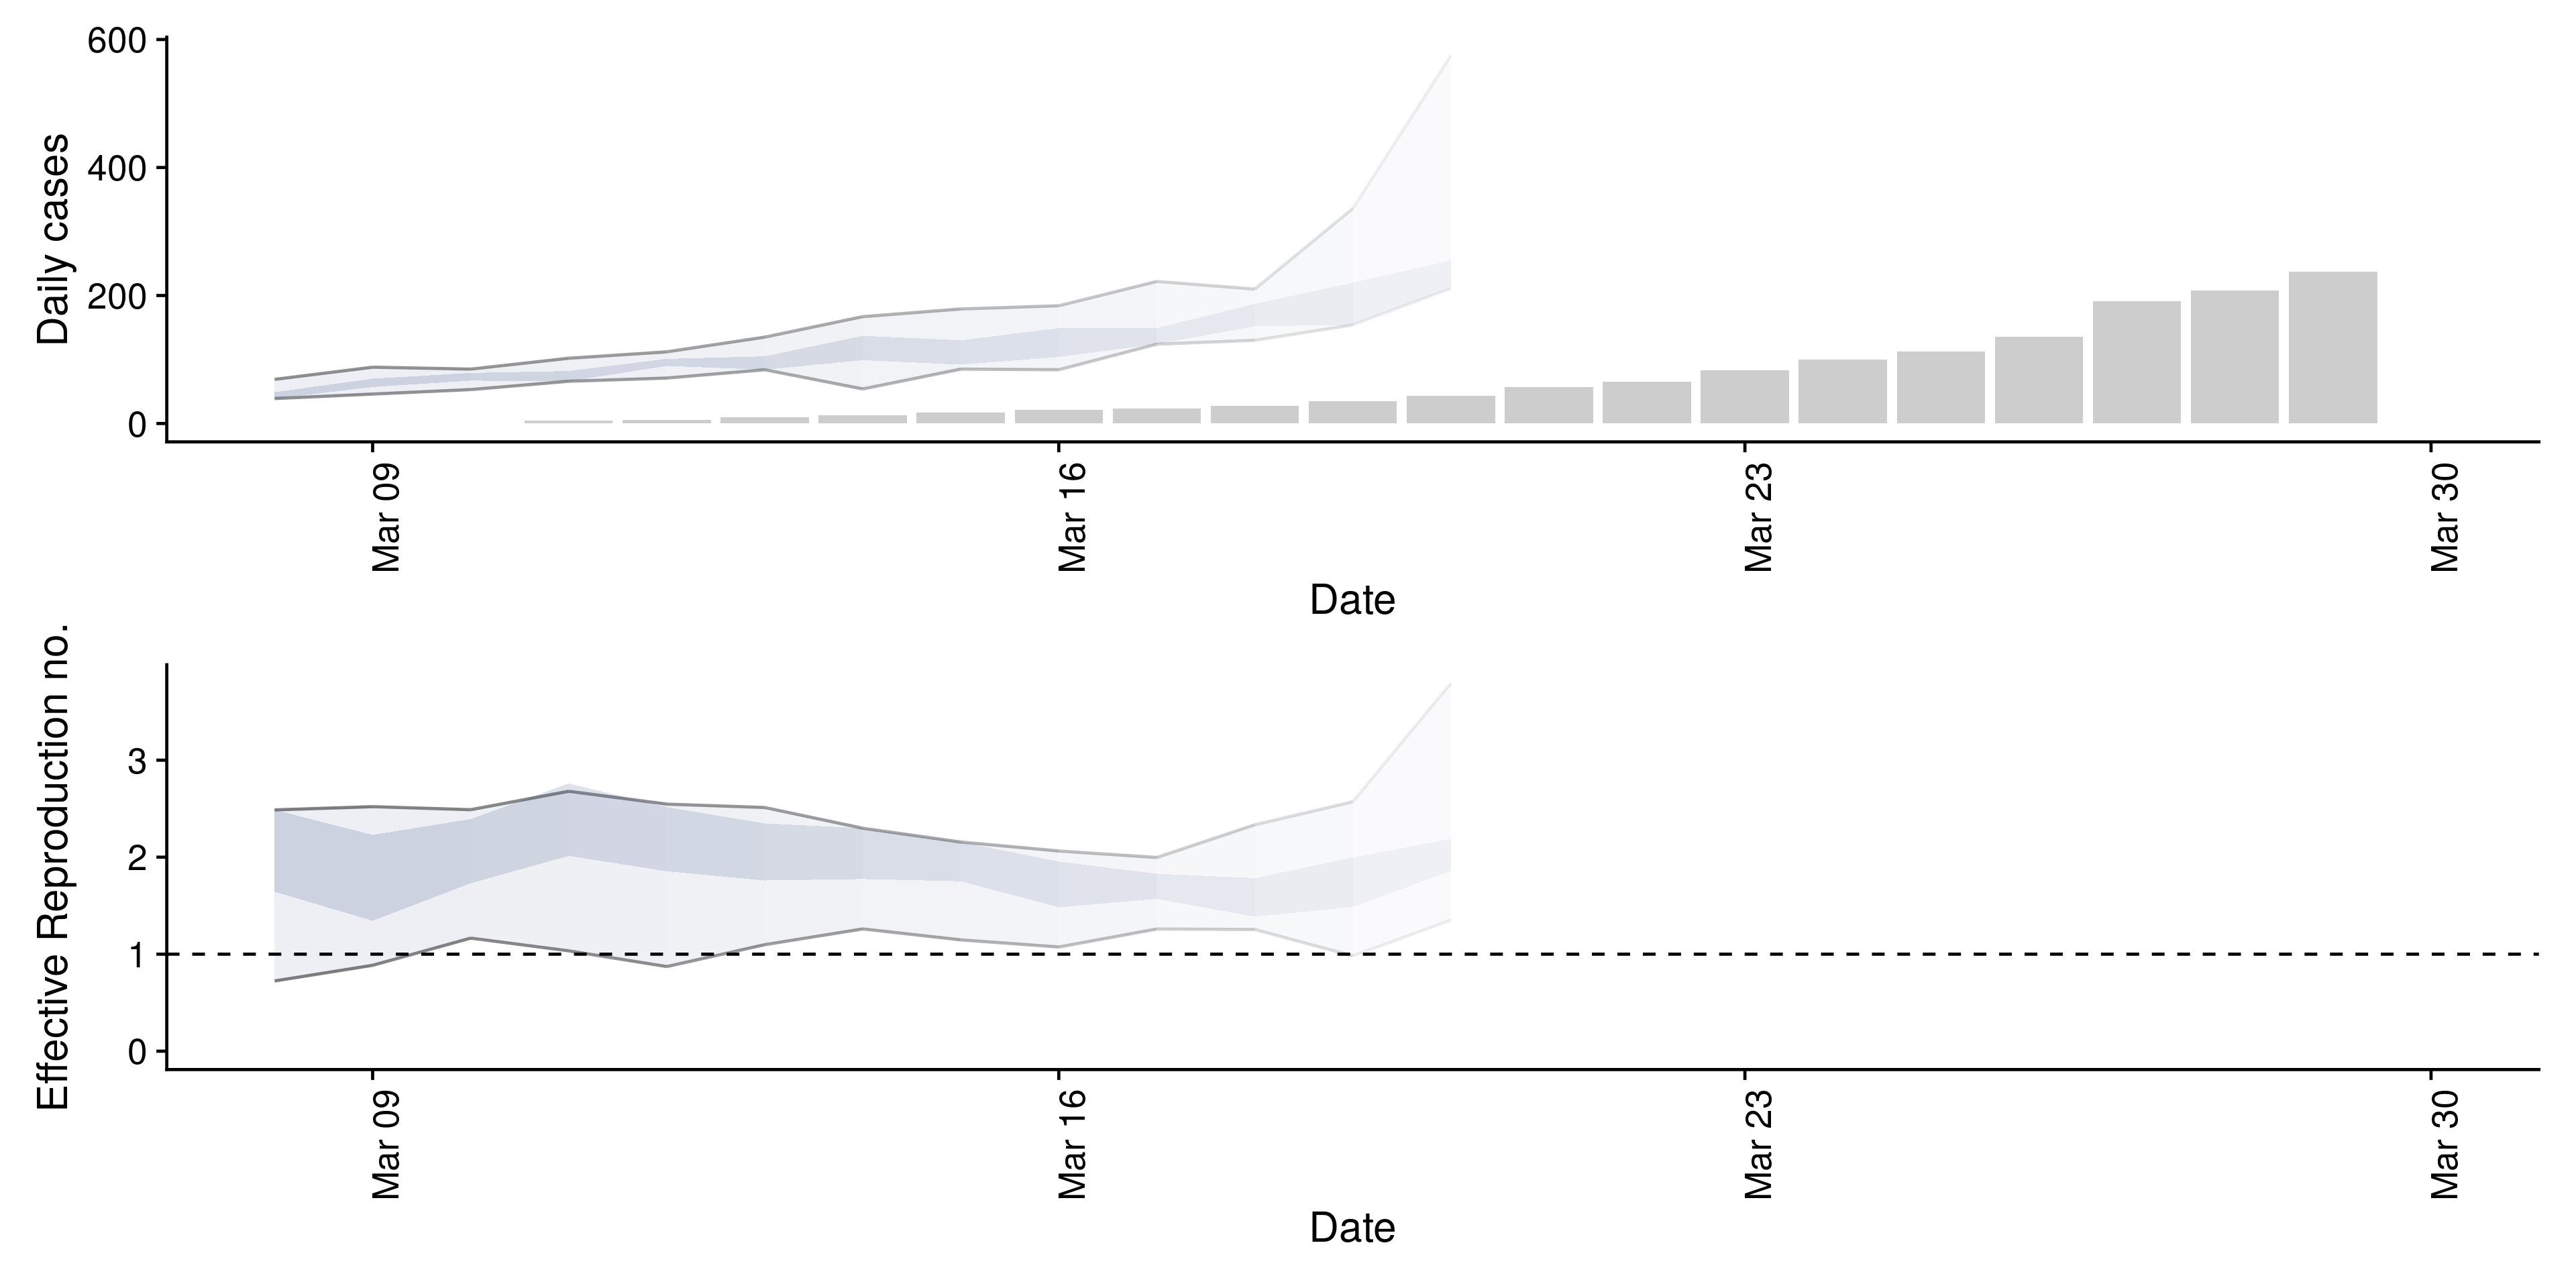 Daily cases
600
400
200
0
Mar 09
Mar 16
Mar 23
Mar 30
Date
Effective Reproduction no.
3
2
1
0
Mar 09
Mar 16
Mar 23
Mar 30
Date